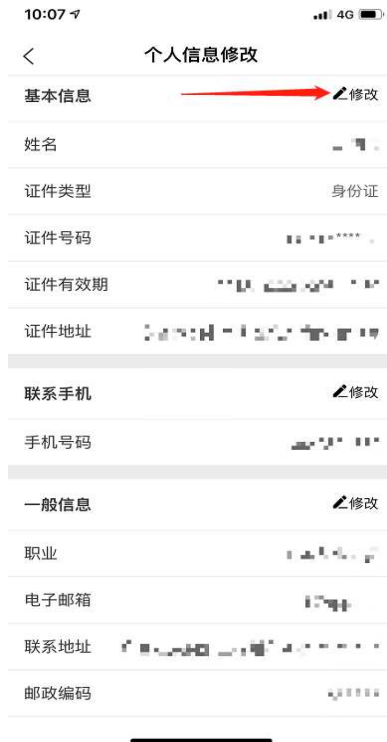 10:07 4G
个人信息修改
基本信息 修改
姓名
证件类型 身份证
证件号码 ****
证件有效期
证件地址
联系手机 修改
手机号码
一般信息 修改
职业
电子邮箱
联系地址
邮政编码